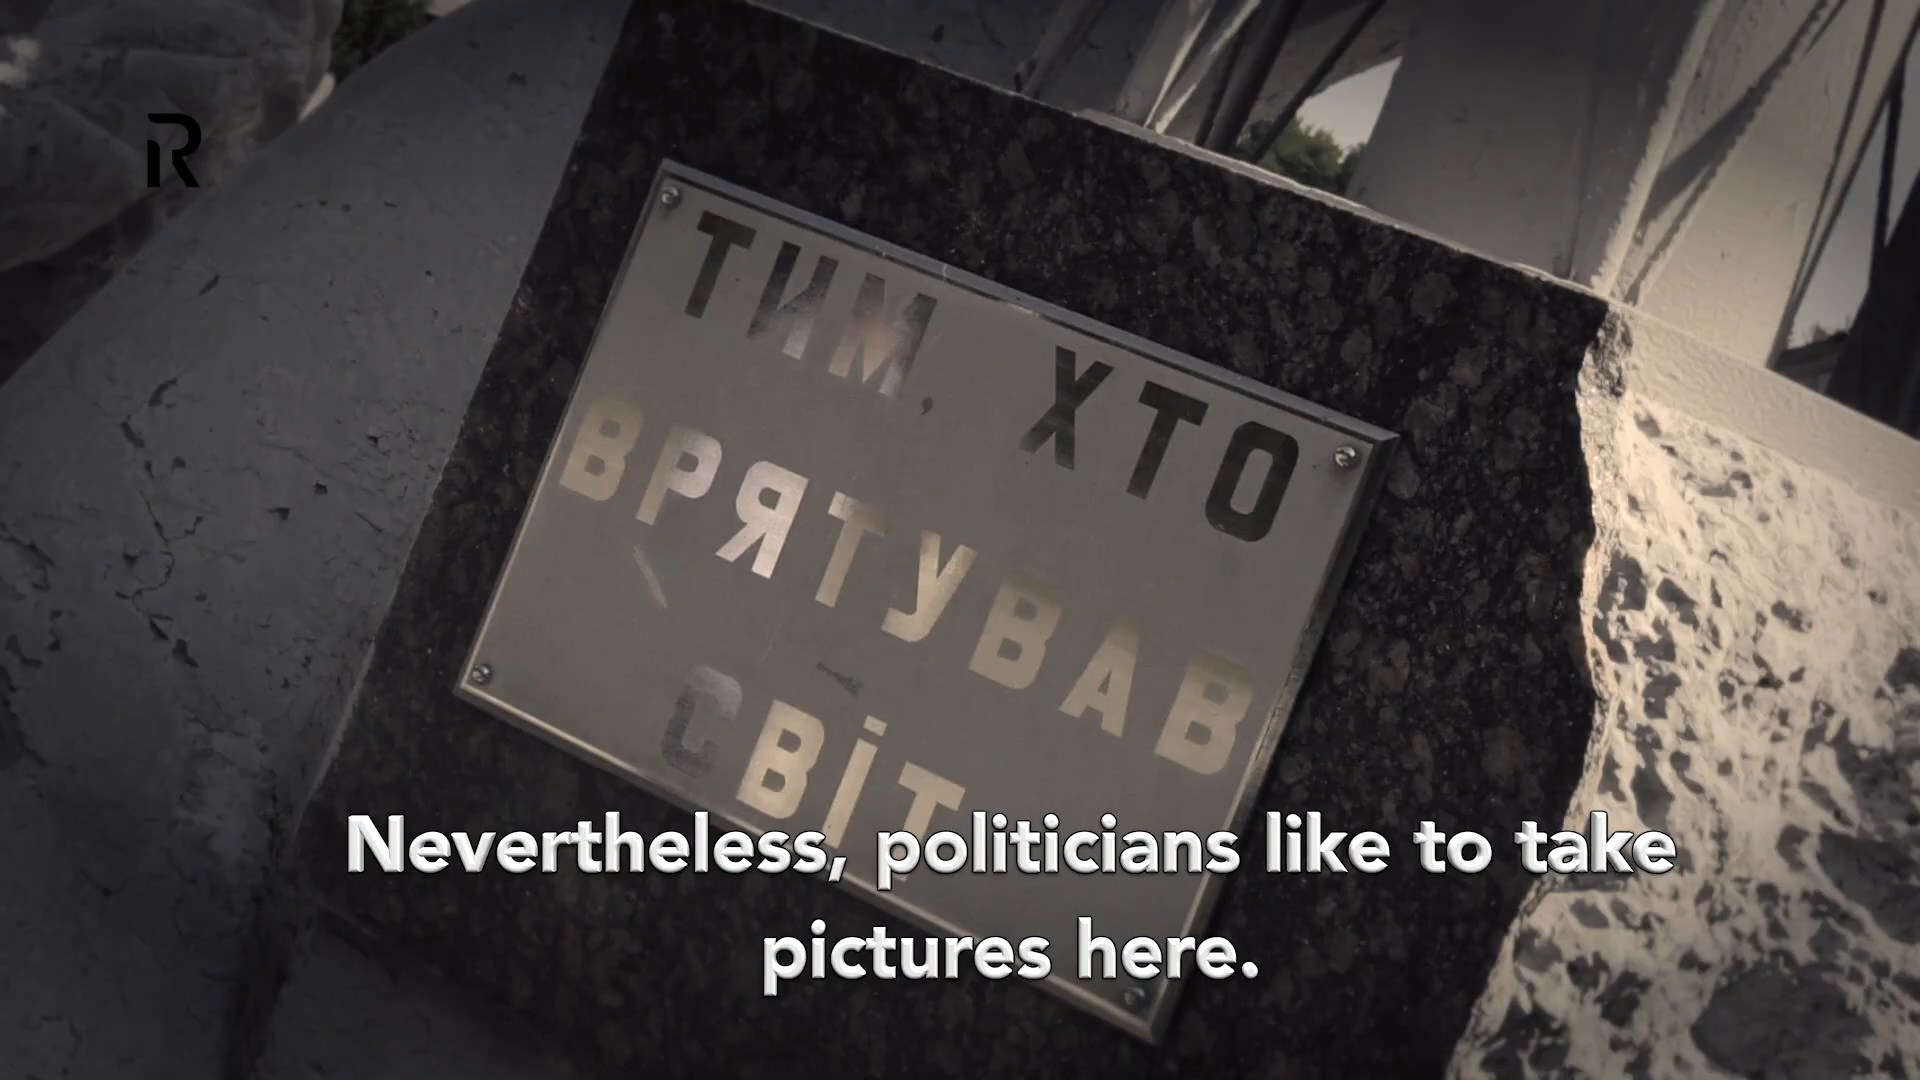 R
ТИМ, ХТО
ВРЯТУВАВ
СВІТ
Nevertheless, politicians like to take
pictures here.